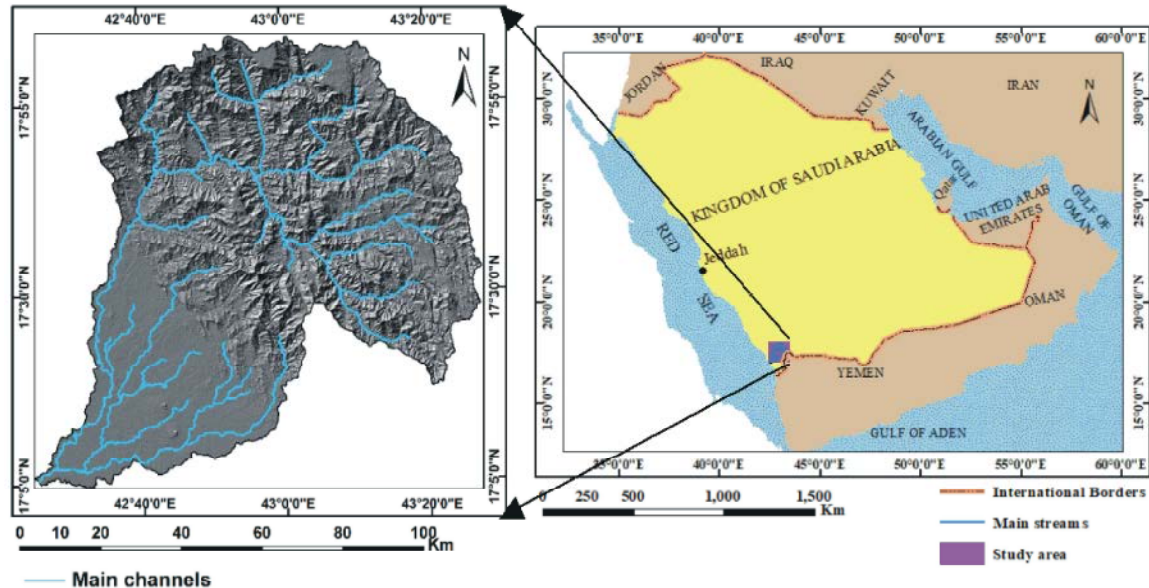 42°40'0"E
43°0'0"E
43°20'0"E
N
17°55'0"N
17°55'0"N
17°30'0"N
17°30'0"N
17°5'0"N
17°5'0"N
42°40'0"E
43°0'0"E
43°20'0"E
0 10 20 40 60 80 100
Km
Main channels
35°0'0"E
40°0'0"E
45°0'0"E
50°0'0"E
55°0'0"E
60°0'0"E
JORDAN
IRAQ
KUWAIT
IRAN
N
30°0'0"N
30°0'0"N
ARABIAN GULF
KINGDOM OF SAUDI ARABIA
Qatar
UNITED ARAB
EMIRATES
GULF OF
OMAN
25°0'0"N
25°0'0"N
RED
SEA
Jeddah
OMAN
20°0'0"N
20°0'0"N
YEMEN
15°0'0"N
15°0'0"N
GULF OF ADEN
35°0'0"E
40°0'0"E
45°0'0"E
50°0'0"E
55°0'0"E
60°0'0"E
0 250 500 1,000 1,500
Km
International Borders
Main streams
Study area